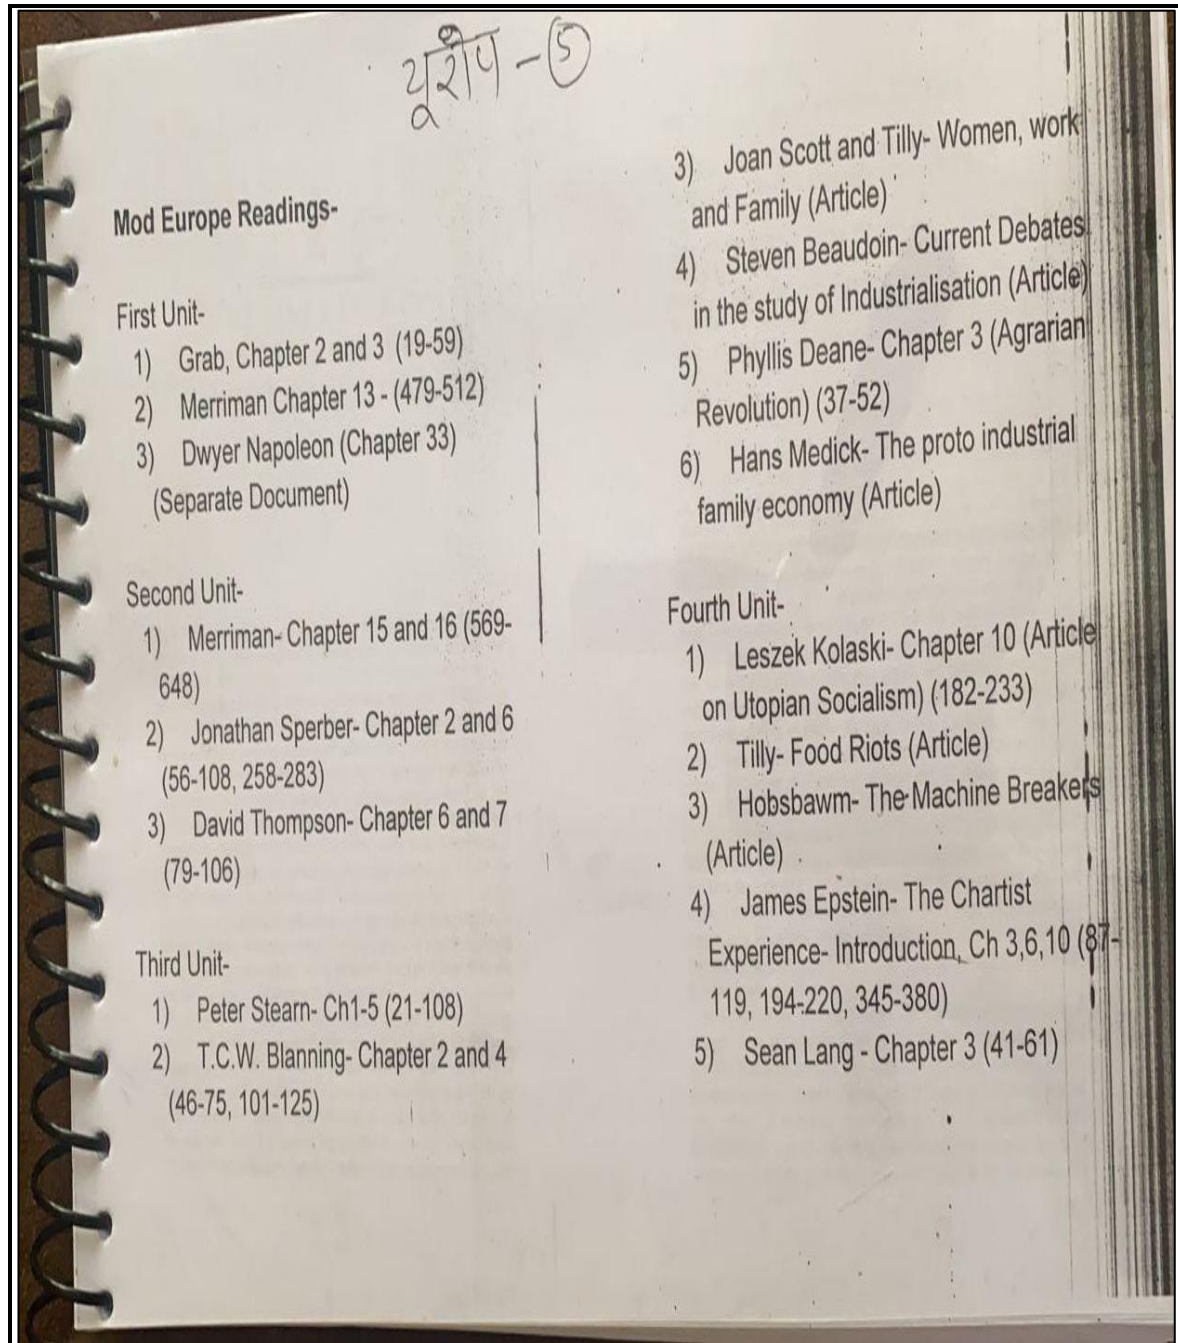 यूरोप - 5
Mod Europe Readings-
First Unit-
1) Grab, Chapter 2 and 3 (19-59)
2) Merriman Chapter 13 - (479-512)
3) Dwyer Napoleon (Chapter 33)
(Separate Document)
Second Unit-
1) Merriman- Chapter 15 and 16 (569-
648)
2) Jonathan Sperber- Chapter 2 and 6
(56-108, 258-283)
3) David Thompson- Chapter 6 and 7
(79-106)
Third Unit-
1) Peter Stearn- Ch1-5 (21-108)
2) T.C.W. Blanning- Chapter 2 and 4
(46-75, 101-125)
3) Joan Scott and Tilly- Women, work
and Family (Article)
4) Steven Beaudoin- Current Debates
in the study of Industrialisation (Article)
5) Phyllis Deane- Chapter 3 (Agrarian
Revolution) (37-52)
6) Hans Medick- The proto industrial
family economy (Article)
Fourth Unit-
1) Leszek Kolaski- Chapter 10 (Article
on Utopian Socialism) (182-233)
2) Tilly- Food Riots (Article)
3) Hobsbawm- The Machine Breakers
(Article)
4) James Epstein- The Chartist
Experience- Introduction, Ch 3,6,10 (87-
119, 194-220, 345-380)
5) Sean Lang - Chapter 3 (41-61)